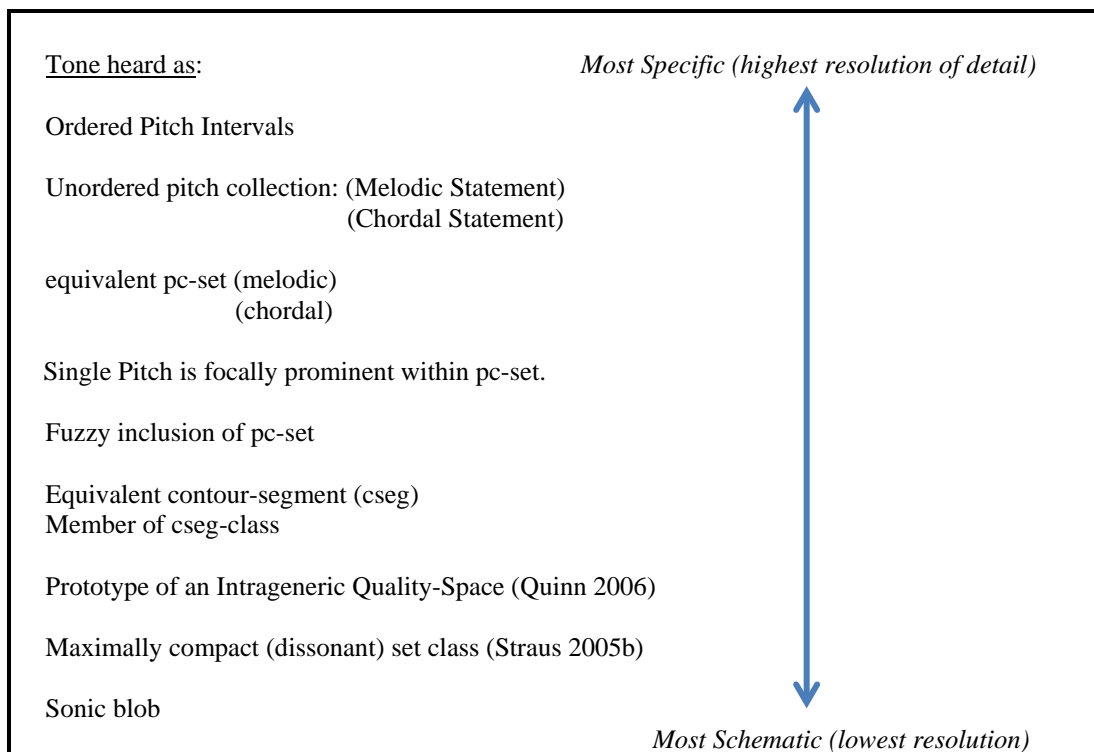 Tone heard as: Most Specific (highest resolution of detail)
Ordered Pitch Intervals
Unordered pitch collection: (Melodic Statement)
(Chordal Statement)
equivalent pc-set (melodic)
(chordal)
Single Pitch is focally prominent within pc-set.
Fuzzy inclusion of pc-set
Equivalent contour-segment (cseg)
Member of cseg-class
Prototype of an Intrageneric Quality-Space (Quinn 2006)
Maximally compact (dissonant) set class (Straus 2005b)
Sonic blob
Most Schematic (lowest resolution)